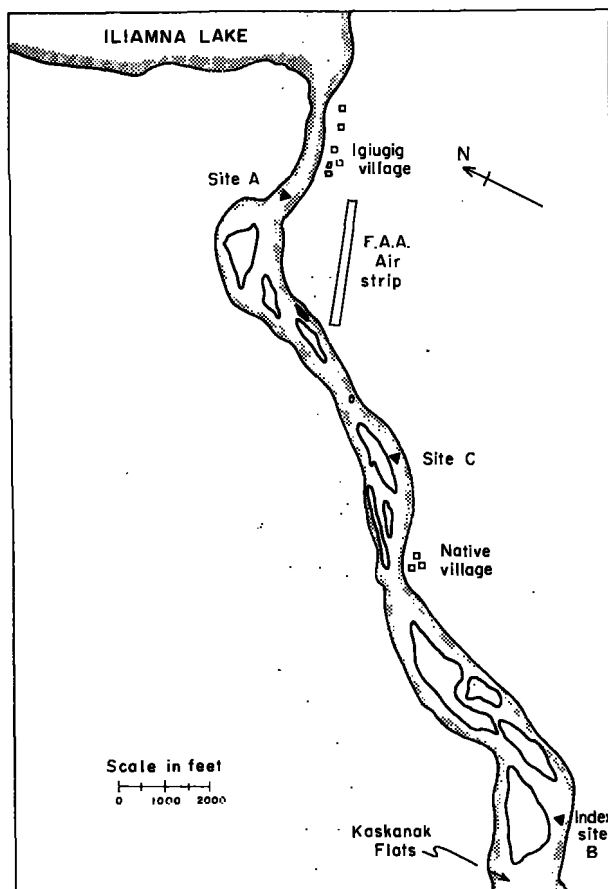 ILIAMNA LAKE
Igiugig
village
N
Site A
F.A.A.
Air
strip
Site C
Native
village
Scale in feet
0 1000 2000
Index
site
B
Kaskanak
Flats